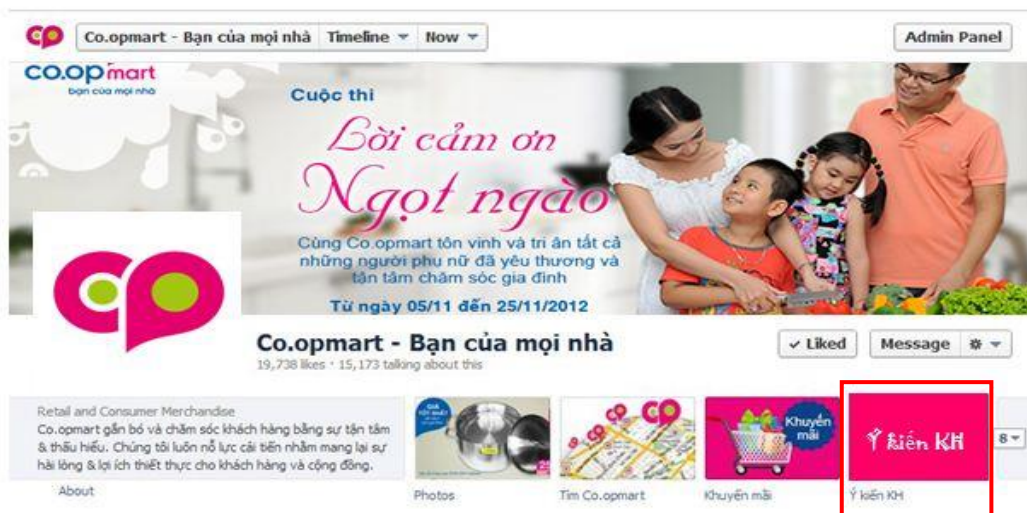 Co.opmart - Bạn của mọi nhà Timeline Now Admin Panel
co.opmart
bạn của mọi nhà
Cuộc thi
Lời cảm ơn
Ngọt ngào
Cùng Co.opmart tôn vinh và tri ân tất cả
những người phụ nữ đã yêu thương và
tận tâm chăm sóc gia đình
Từ ngày 05/11 đến 25/11/2012
Co.opmart - Bạn của mọi nhà
19,738 likes · 15,173 talking about this
Liked Message
Retail and Consumer Merchandise
Co.opmart gắn bó và chăm sóc khách hàng bằng sự tận tâm
& thấu hiểu. Chúng tôi luôn nỗ lực cải tiến nhằm mang lại sự
hài lòng & lợi ích thiết thực cho khách hàng và cộng đồng.
About
GIÁ
TỐT NHẤT
Photos
Tìm Co.opmart
Khuyến
mãi
Khuyến mãi
Ý kiến KH
Ý kiến KH
8